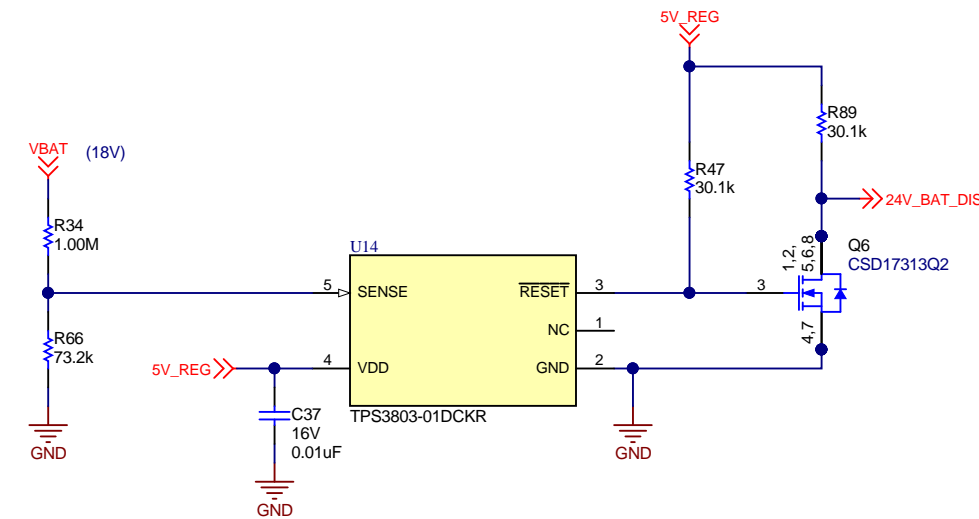 5V_REG
R89
30.1k
VBAT (18V)
R47
30.1k
24V_BAT_DIS
R34
1.00M
U14
Q6
CSD17313Q2
1,2,
5,6,8
5 SENSE
RESET 3
3
NC 1
4,7
R66
73.2k
5V_REG
4 VDD
GND 2
C37
16V
0.01uF
TPS3803-01DCKR
GND
GND
GND